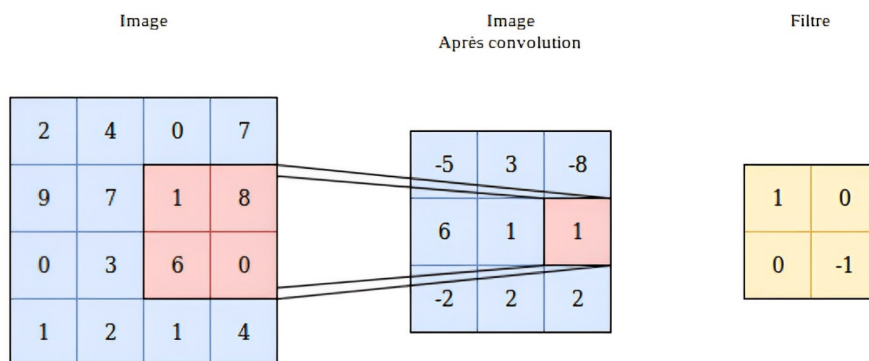 Image
Image
Après convolution
Filtre
2 4 0 7
9 7 1 8
0 3 6 0
1 2 1 4
-5 3 -8
6 1 1
-2 2 2
1 0
0 -1